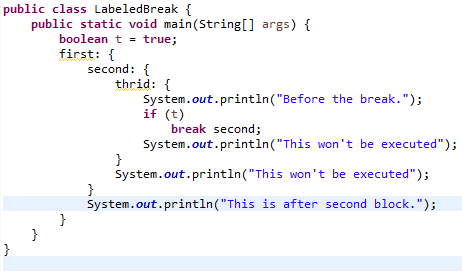 public class LabeledBreak {
    public static void main(String[] args) {
        boolean t = true;
        first: {
            second: {
                thrid: {
                    System.out.println("Before the break.");
                    if (t)
                        break second;
                    System.out.println("This won't be executed");
                }
                System.out.println("This won't be executed");
            }
            System.out.println("This is after second block.");
        }
    }
}